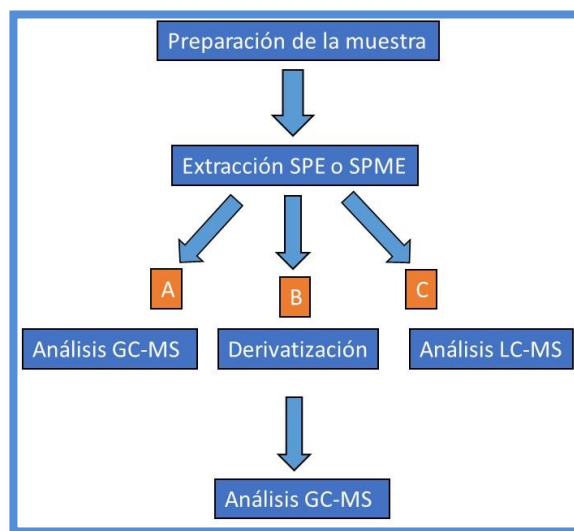 Preparación de la muestra
Extracción SPE o SPME
A
B
C
Análisis GC-MS
Derivatización
Análisis LC-MS
Análisis GC-MS